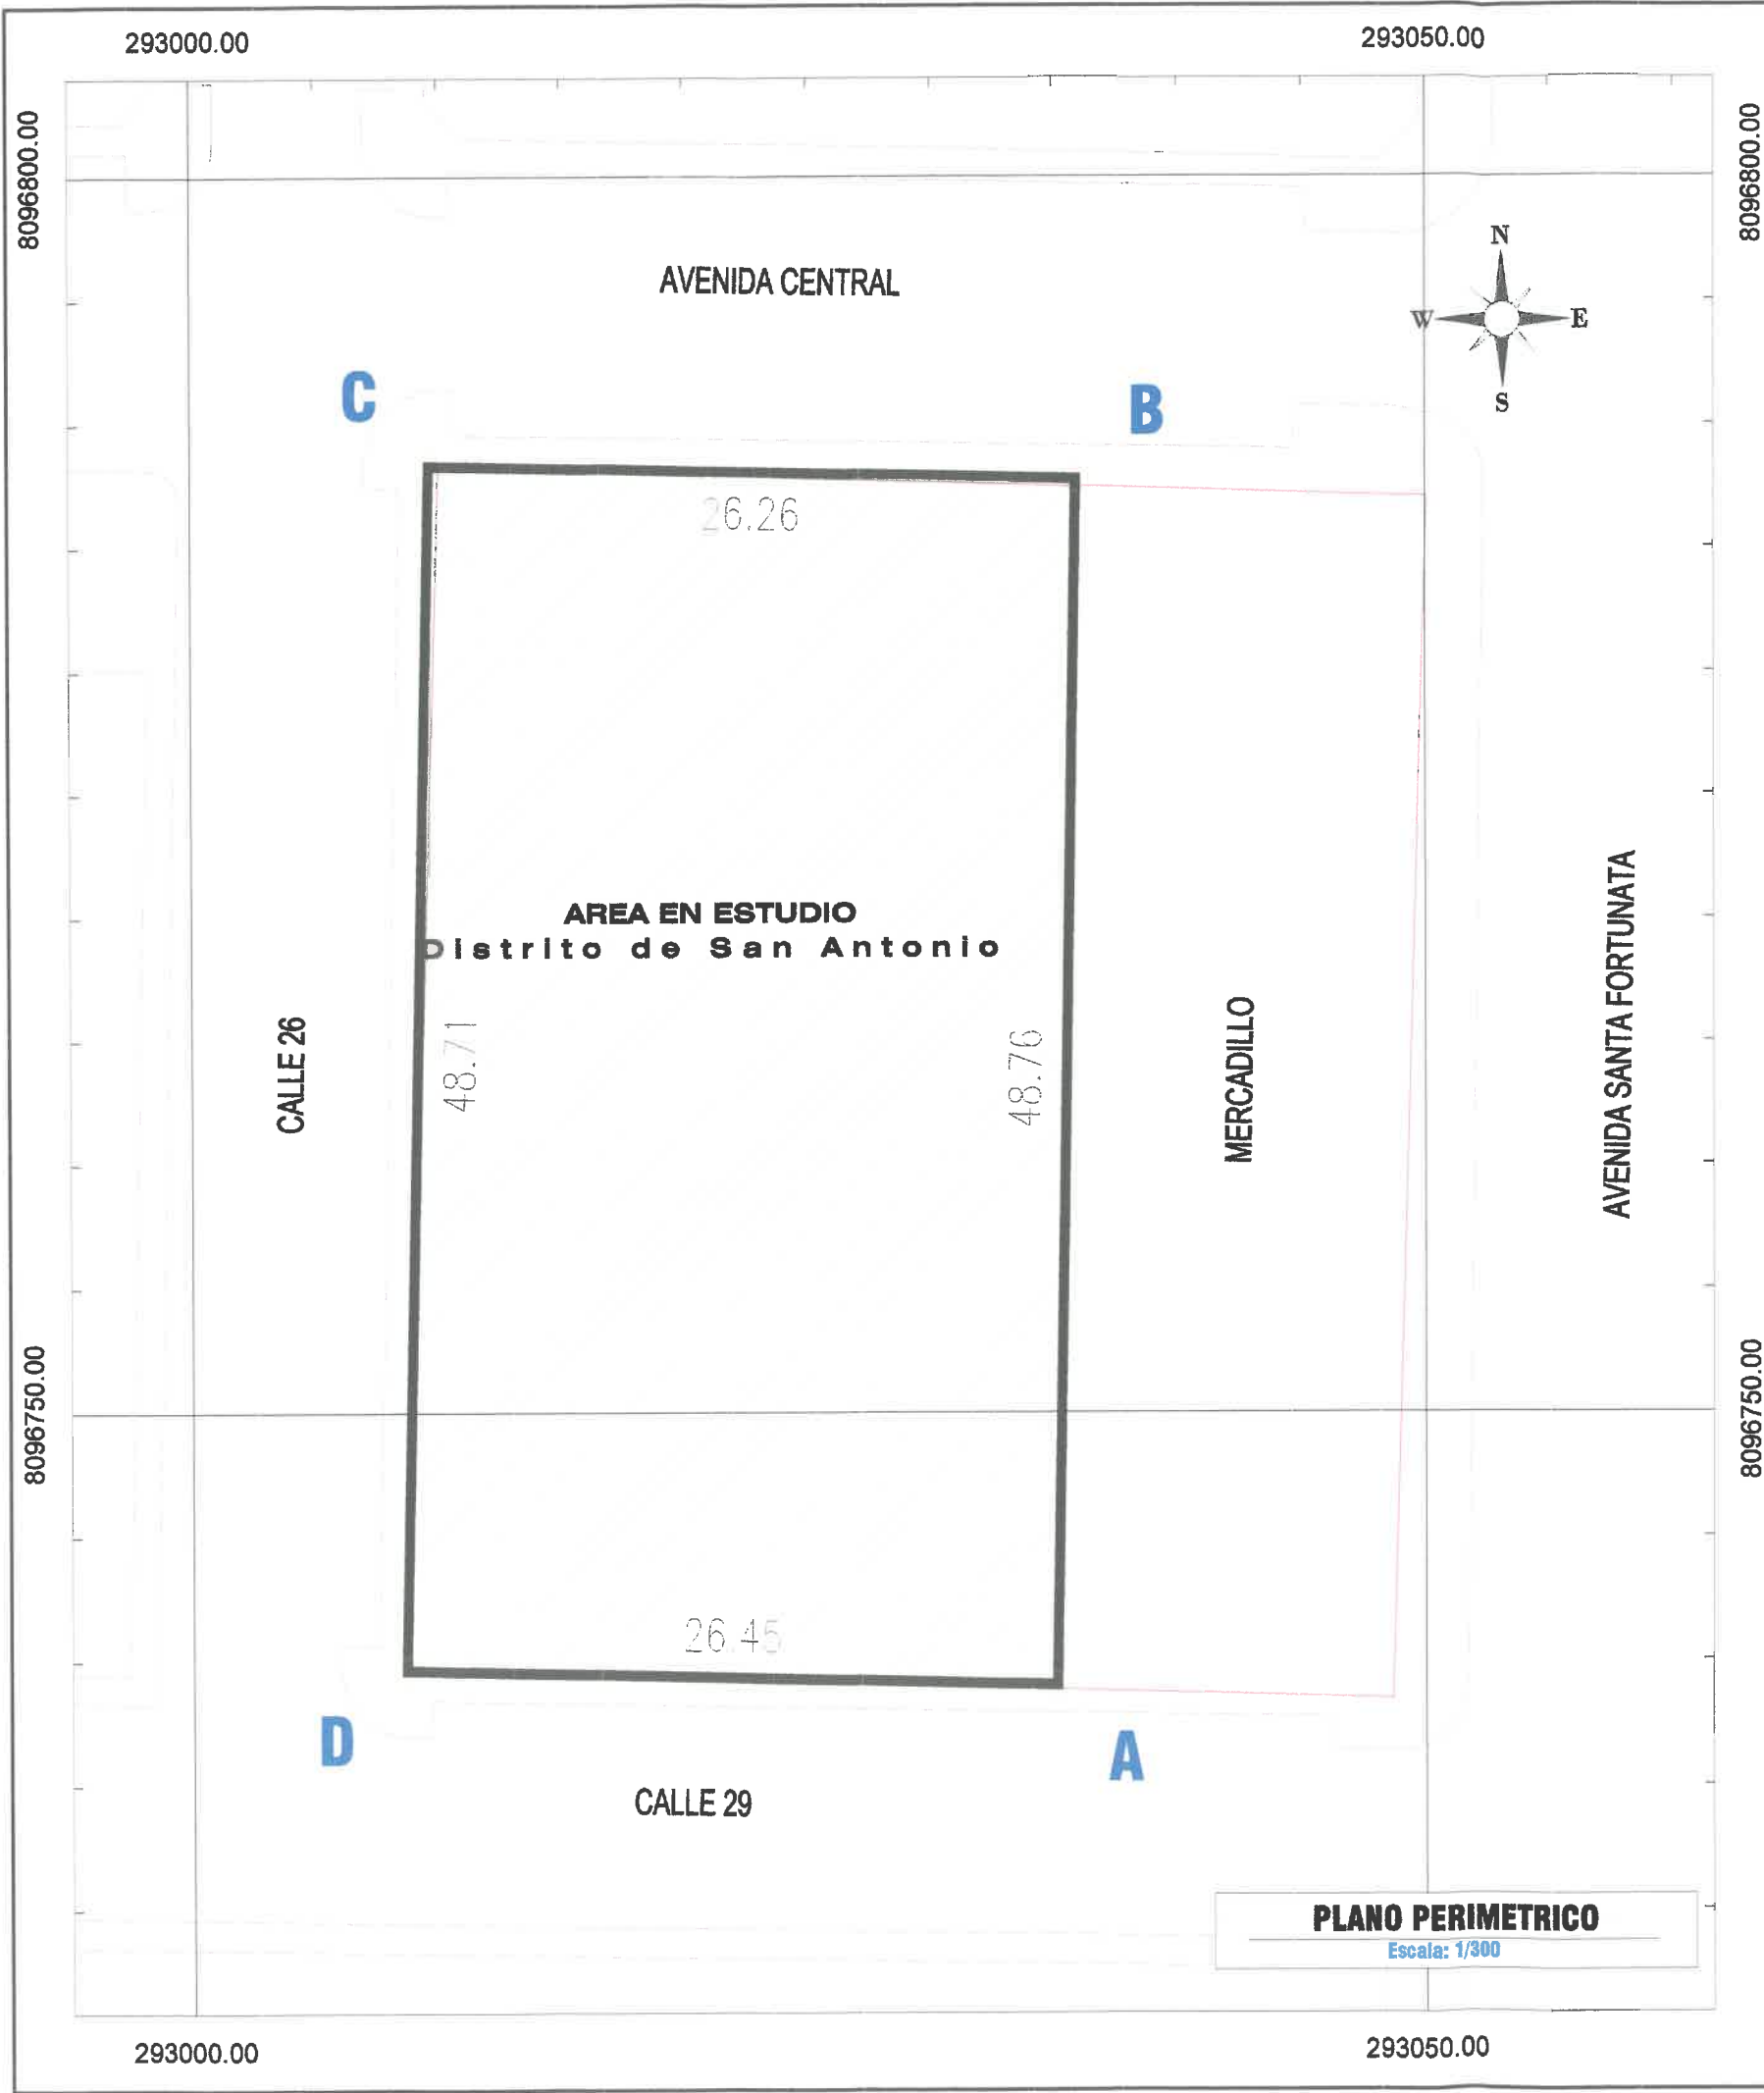 293000.00
293050.00
8096800.00
8096800.00
AVENIDA CENTRAL
N
W
E
S
C
B
26.26
AREA EN ESTUDIO
Distrito de San Antonio
CALLE 26
48.71
48.76
MERCADILLO
AVENIDA SANTA FORTUNATA
8096750.00
8096750.00
26.45
D
A
CALLE 29
PLANO PERIMETRICO
Escala: 1/300
293000.00
293050.00